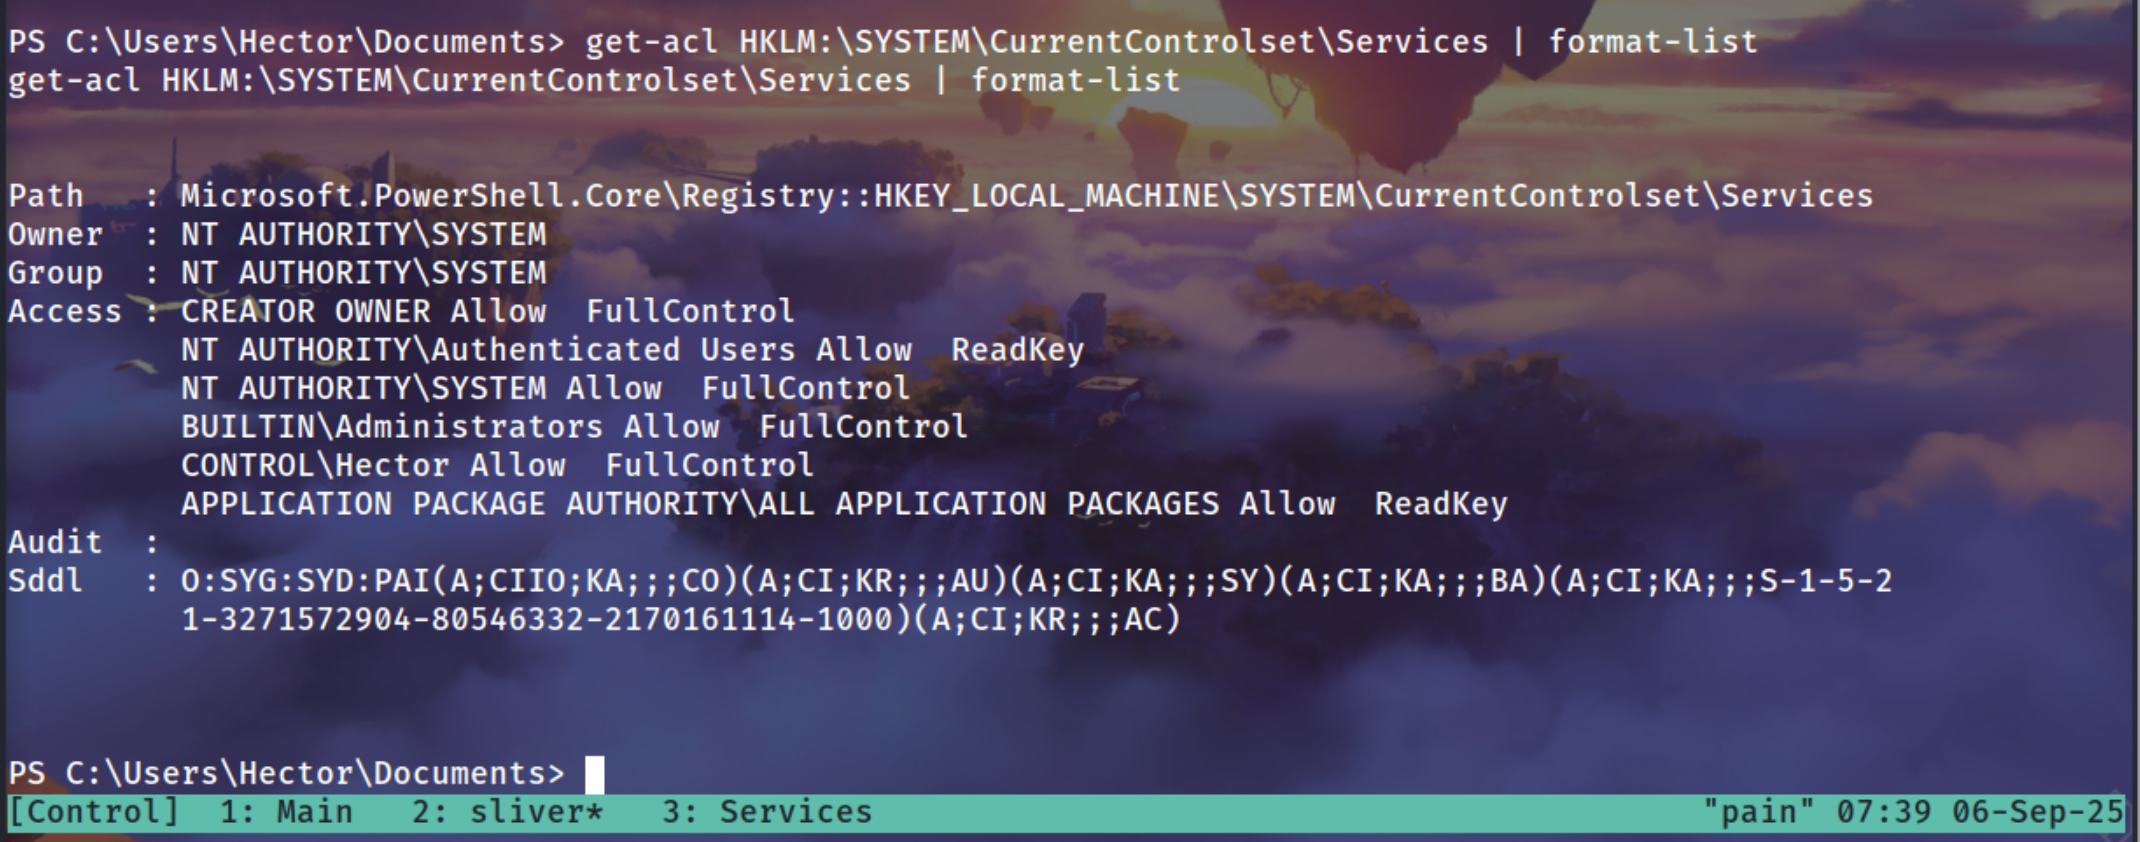 PS C:\Users\Hector\Documents> get-acl HKLM:\SYSTEM\CurrentControlset\Services | format-list
get-acl HKLM:\SYSTEM\CurrentControlset\Services | format-list
Path   : Microsoft.PowerShell.Core\Registry::HKEY_LOCAL_MACHINE\SYSTEM\CurrentControlset\Services
Owner  : NT AUTHORITY\SYSTEM
Group  : NT AUTHORITY\SYSTEM
Access : CREATOR OWNER Allow  FullControl
         NT AUTHORITY\Authenticated Users Allow  ReadKey
         NT AUTHORITY\SYSTEM Allow  FullControl
         BUILTIN\Administrators Allow  FullControl
         CONTROL\Hector Allow  FullControl
         APPLICATION PACKAGE AUTHORITY\ALL APPLICATION PACKAGES Allow  ReadKey
Audit  :
Sddl   : O:SYG:SYD:PAI(A;CIIO;KA;;;CO)(A;CI;KR;;;AU)(A;CI;KA;;;SY)(A;CI;KA;;;BA)(A;CI;KA;;;S-1-5-2
         1-3271572904-80546332-2170161114-1000)(A;CI;KR;;;AC)
PS C:\Users\Hector\Documents>
[Control]  1: Main   2: sliver*   3: Services "pain" 07:39 06-Sep-25